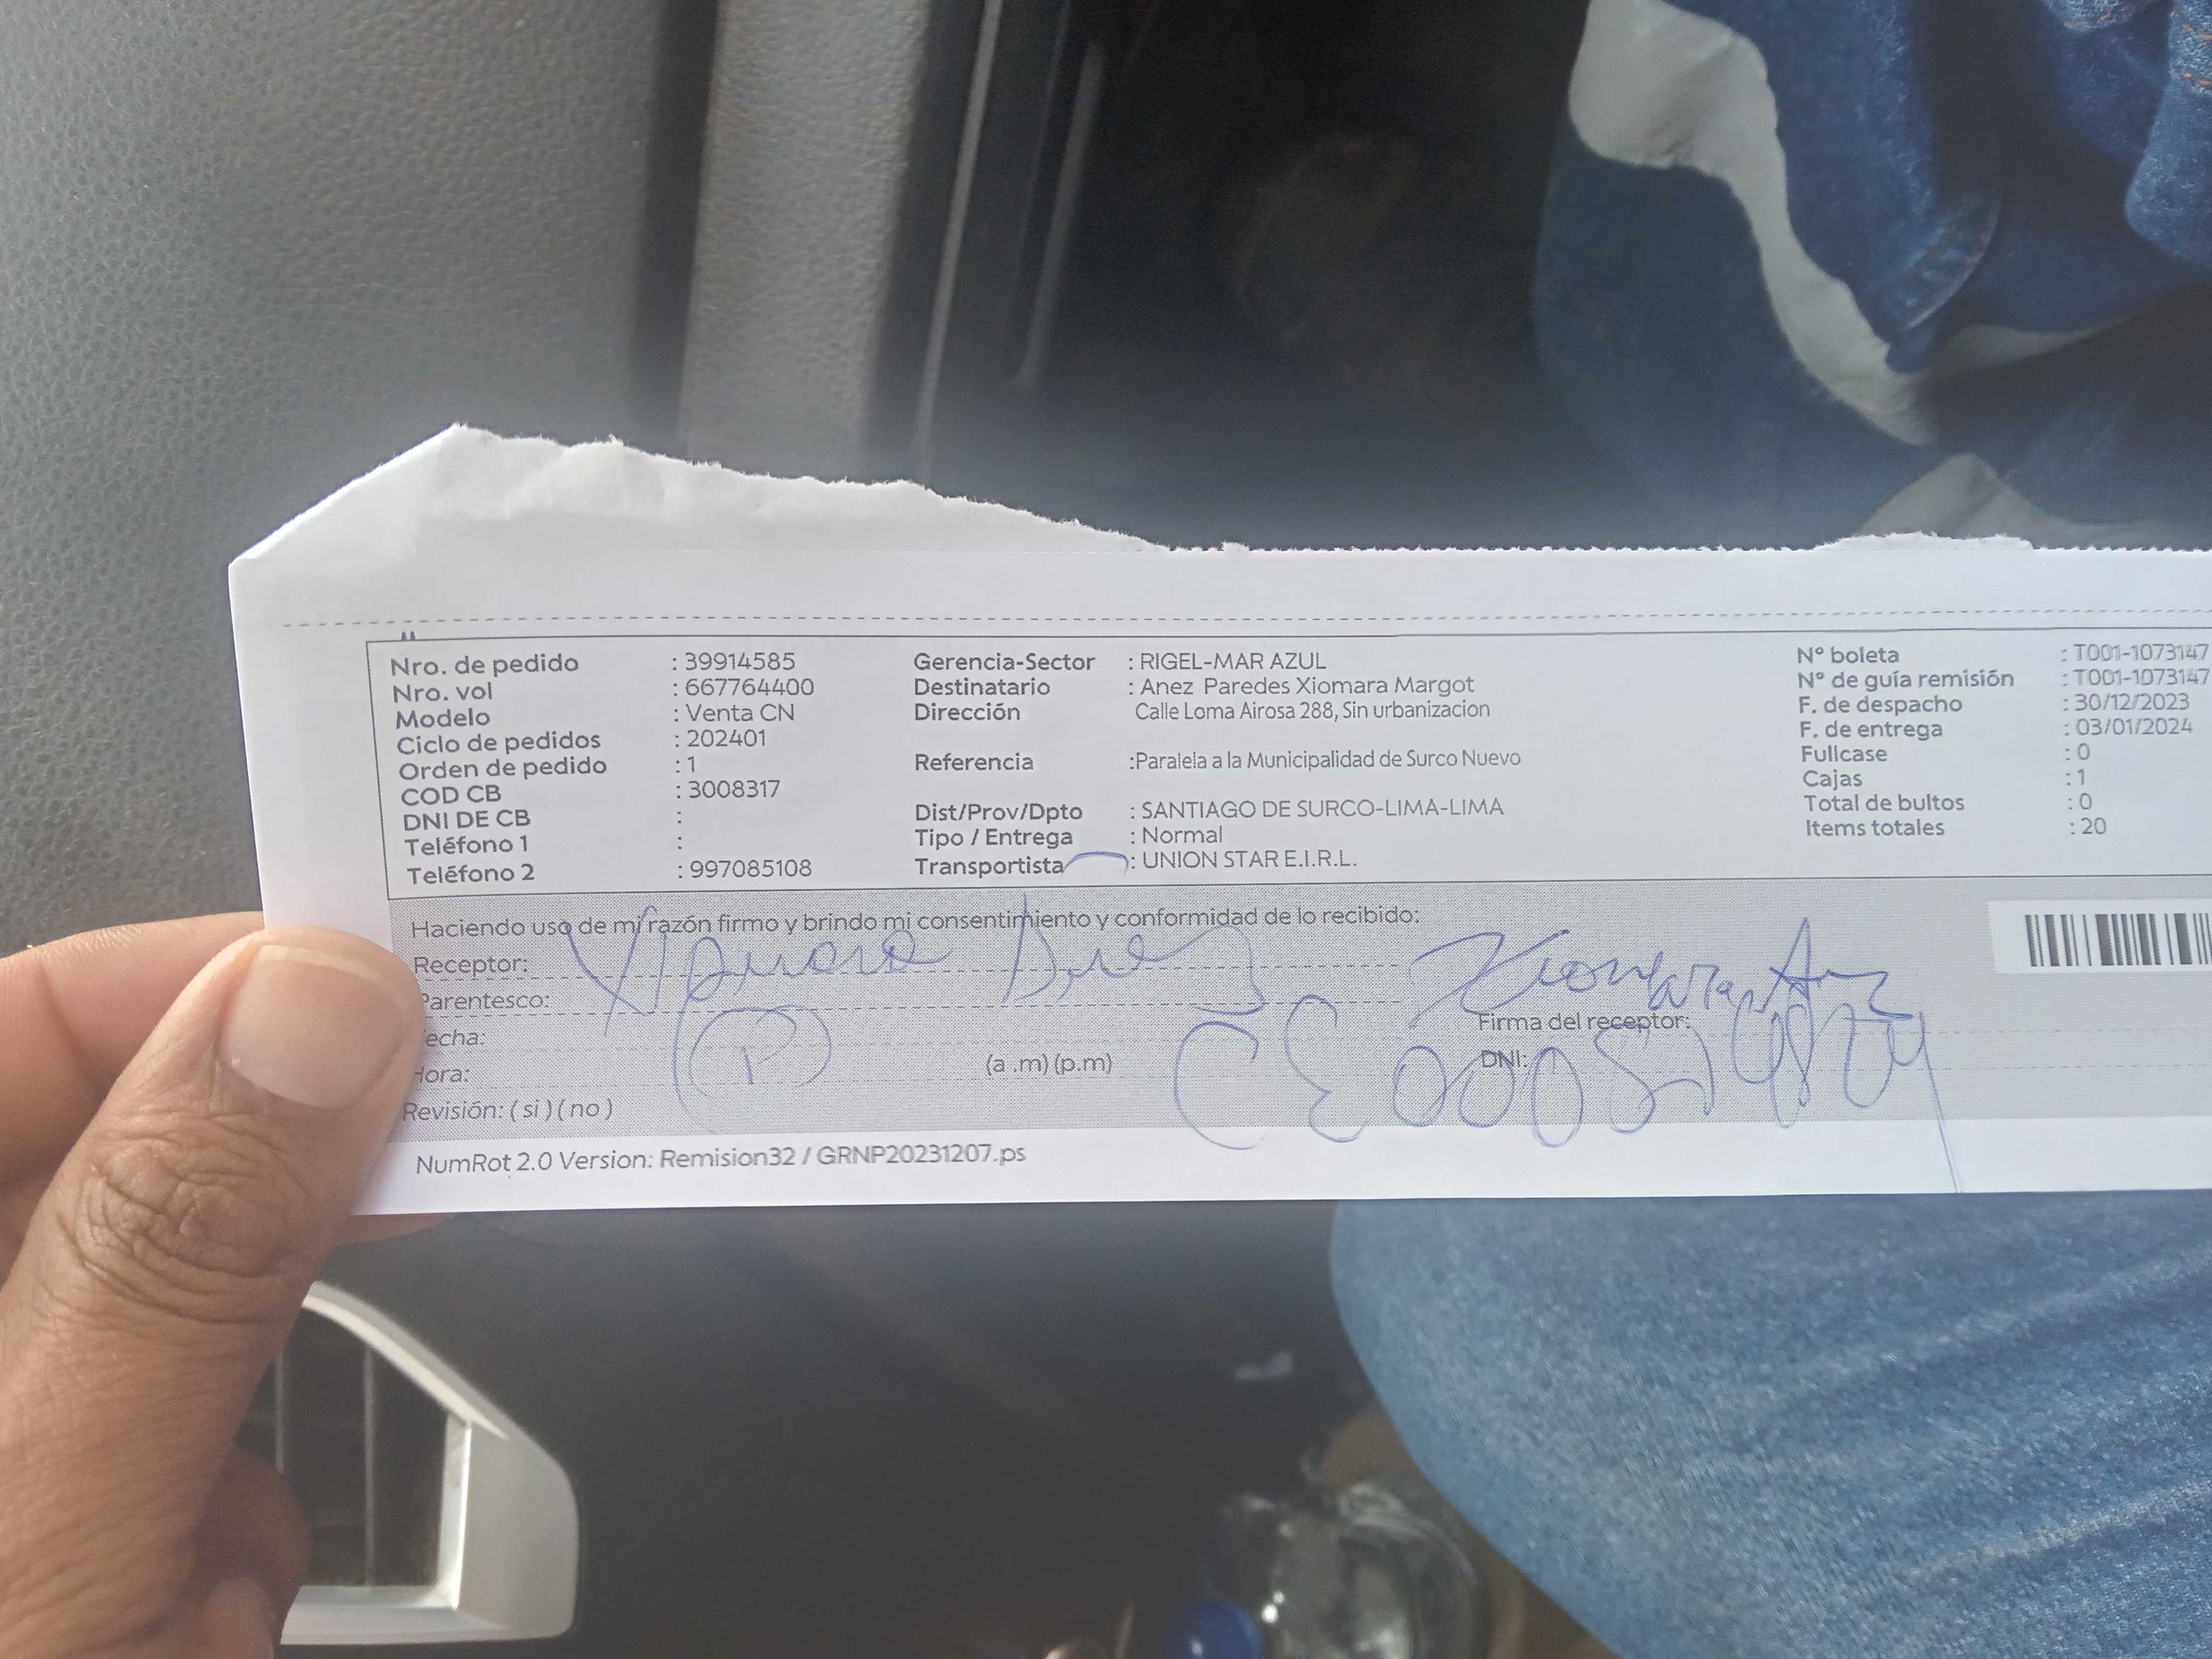 Nro. de pedido : 39914585
Nro. vol : 667764400
Modelo : Venta CN
Ciclo de pedidos : 202401
Orden de pedido : 1
COD CB : 3008317
DNI DE CB :
Teléfono 1 :
Teléfono 2 : 997085108
Gerencia-Sector : RIGEL-MAR AZUL
Destinatario : Anez Paredes Xiomara Margot
Dirección Calle Loma Airosa 288, Sin urbanizacion
Referencia :Paralela a la Municipalidad de Surco Nuevo
Dist/Prov/Dpto : SANTIAGO DE SURCO-LIMA-LIMA
Tipo / Entrega : Normal
Transportista : UNION STAR E.I.R.L.
N° boleta : T001-1073147
N° de guía remisión : T001-1073147
F. de despacho : 30/12/2023
F. de entrega : 03/01/2024
Fullcase : 0
Cajas : 1
Total de bultos : 0
Items totales : 20
Haciendo uso de mi razón firmo y brindo mi consentimiento y conformidad de lo recibido:
Receptor:
Parentesco:
echa:
Hora: (a .m) (p.m)
Revisión: ( si ) ( no )
Xiomara
Firma del receptor:
DNI:
NumRot 2.0 Version: Remision32 / GRNP20231207.ps